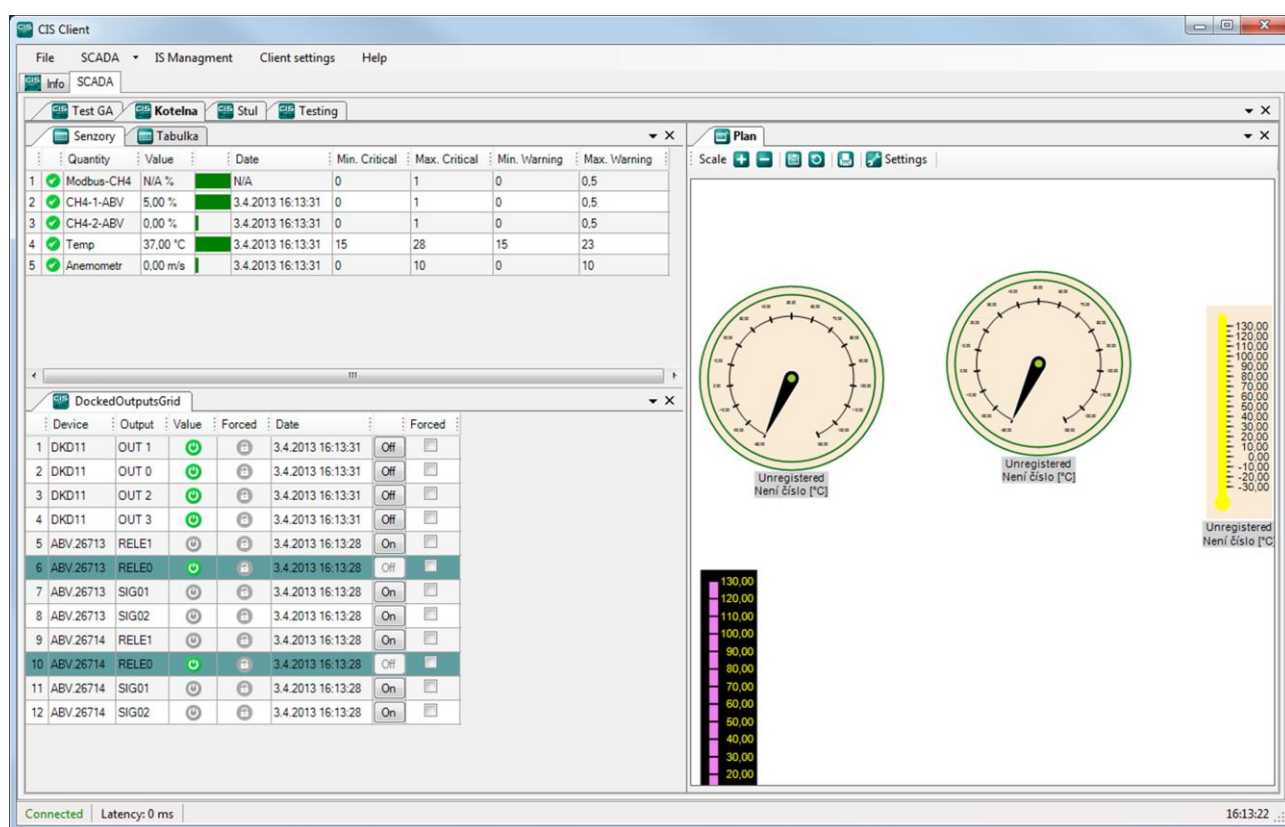 CIS Client
File SCADA IS Managment Client settings Help
Info SCADA
Test GA Kotelna Stul Testing
Senzory Tabulka
Quantity Value Date Min. Critical Max. Critical Min. Warning Max. Warning
1 Modbus-CH4 N/A % N/A 0 1 0 0,5
2 CH4-1-ABV 5,00 % 3.4.2013 16:13:31 0 1 0 0,5
3 CH4-2-ABV 0,00 % 3.4.2013 16:13:31 0 1 0 0,5
4 Temp 37,00 °C 3.4.2013 16:13:31 15 28 15 23
5 Anemometr 0,00 m/s 3.4.2013 16:13:31 0 10 0 10
DockedOutputsGrid
Device Output Value Forced Date Forced
1 DKD11 OUT 1 3.4.2013 16:13:31 Off
2 DKD11 OUT 0 3.4.2013 16:13:31 Off
3 DKD11 OUT 2 3.4.2013 16:13:31 Off
4 DKD11 OUT 3 3.4.2013 16:13:31 Off
5 ABV.26713 RELE1 3.4.2013 16:13:28 On
6 ABV.26713 RELE0 3.4.2013 16:13:28 Off
7 ABV.26713 SIG01 3.4.2013 16:13:28 On
8 ABV.26713 SIG02 3.4.2013 16:13:28 On
9 ABV.26714 RELE1 3.4.2013 16:13:28 On
10 ABV.26714 RELE0 3.4.2013 16:13:28 Off
11 ABV.26714 SIG01 3.4.2013 16:13:28 On
12 ABV.26714 SIG02 3.4.2013 16:13:28 On
Plan
Scale Settings
Unregistered
Není číslo [°C]
Unregistered
Není číslo [°C]
130,00
120,00
110,00
100,00
90,00
80,00
70,00
60,00
50,00
40,00
30,00
20,00
10,00
0,00
-10,00
-20,00
-30,00
Unregistered
Není číslo [°C
130,00
120,00
110,00
100,00
90,00
80,00
70,00
60,00
50,00
40,00
30,00
20,00
Connected Latency: 0 ms 16:13:22